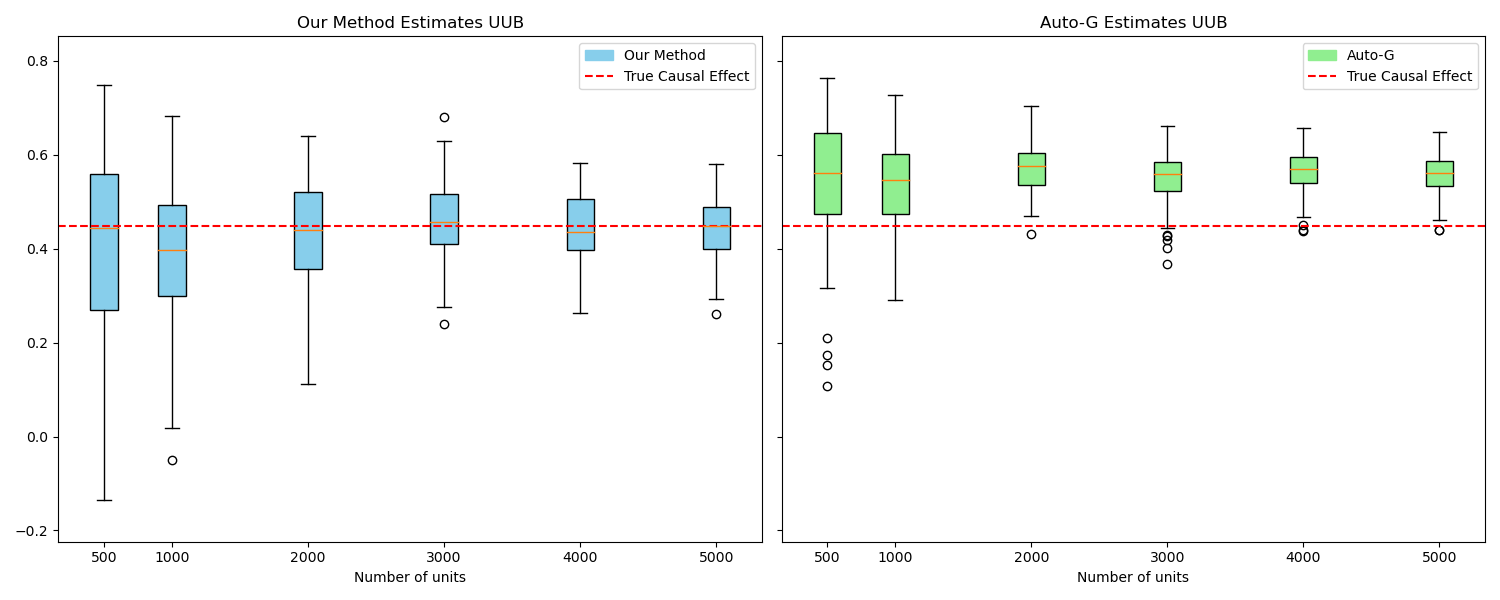 Our Method Estimates UUB
Our Method
True Causal Effect
0.8
0.6
0.4
0.2
0.0
−0.2
500 1000 2000 3000 4000 5000
Number of units
Auto-G Estimates UUB
Auto-G
True Causal Effect
500 1000 2000 3000 4000 5000
Number of units